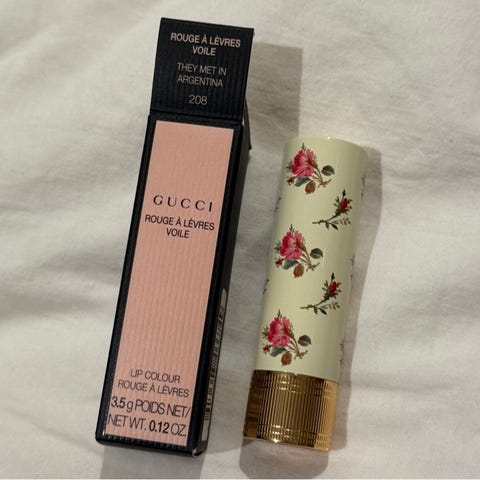 ROUGE À LÈVRES
VOILE
THEY MET IN
ARGENTINA
208
GUCCI
ROUGE À LÈVRES
VOILE
LIP COLOUR
ROUGE À LÈVRES
3.5 g POIDS NET/
NET WT. 0.12 OZ.